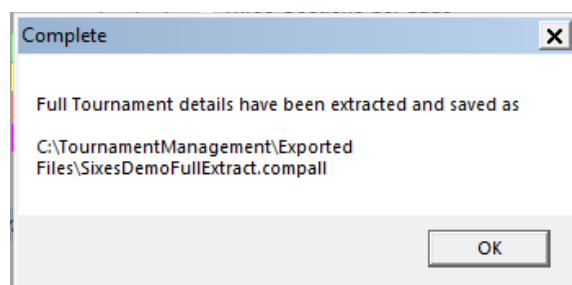 Complete
Full Tournament details have been extracted and saved as
C:\TournamentManagement\Exported
Files\SixesDemoFullExtract.compall
OK